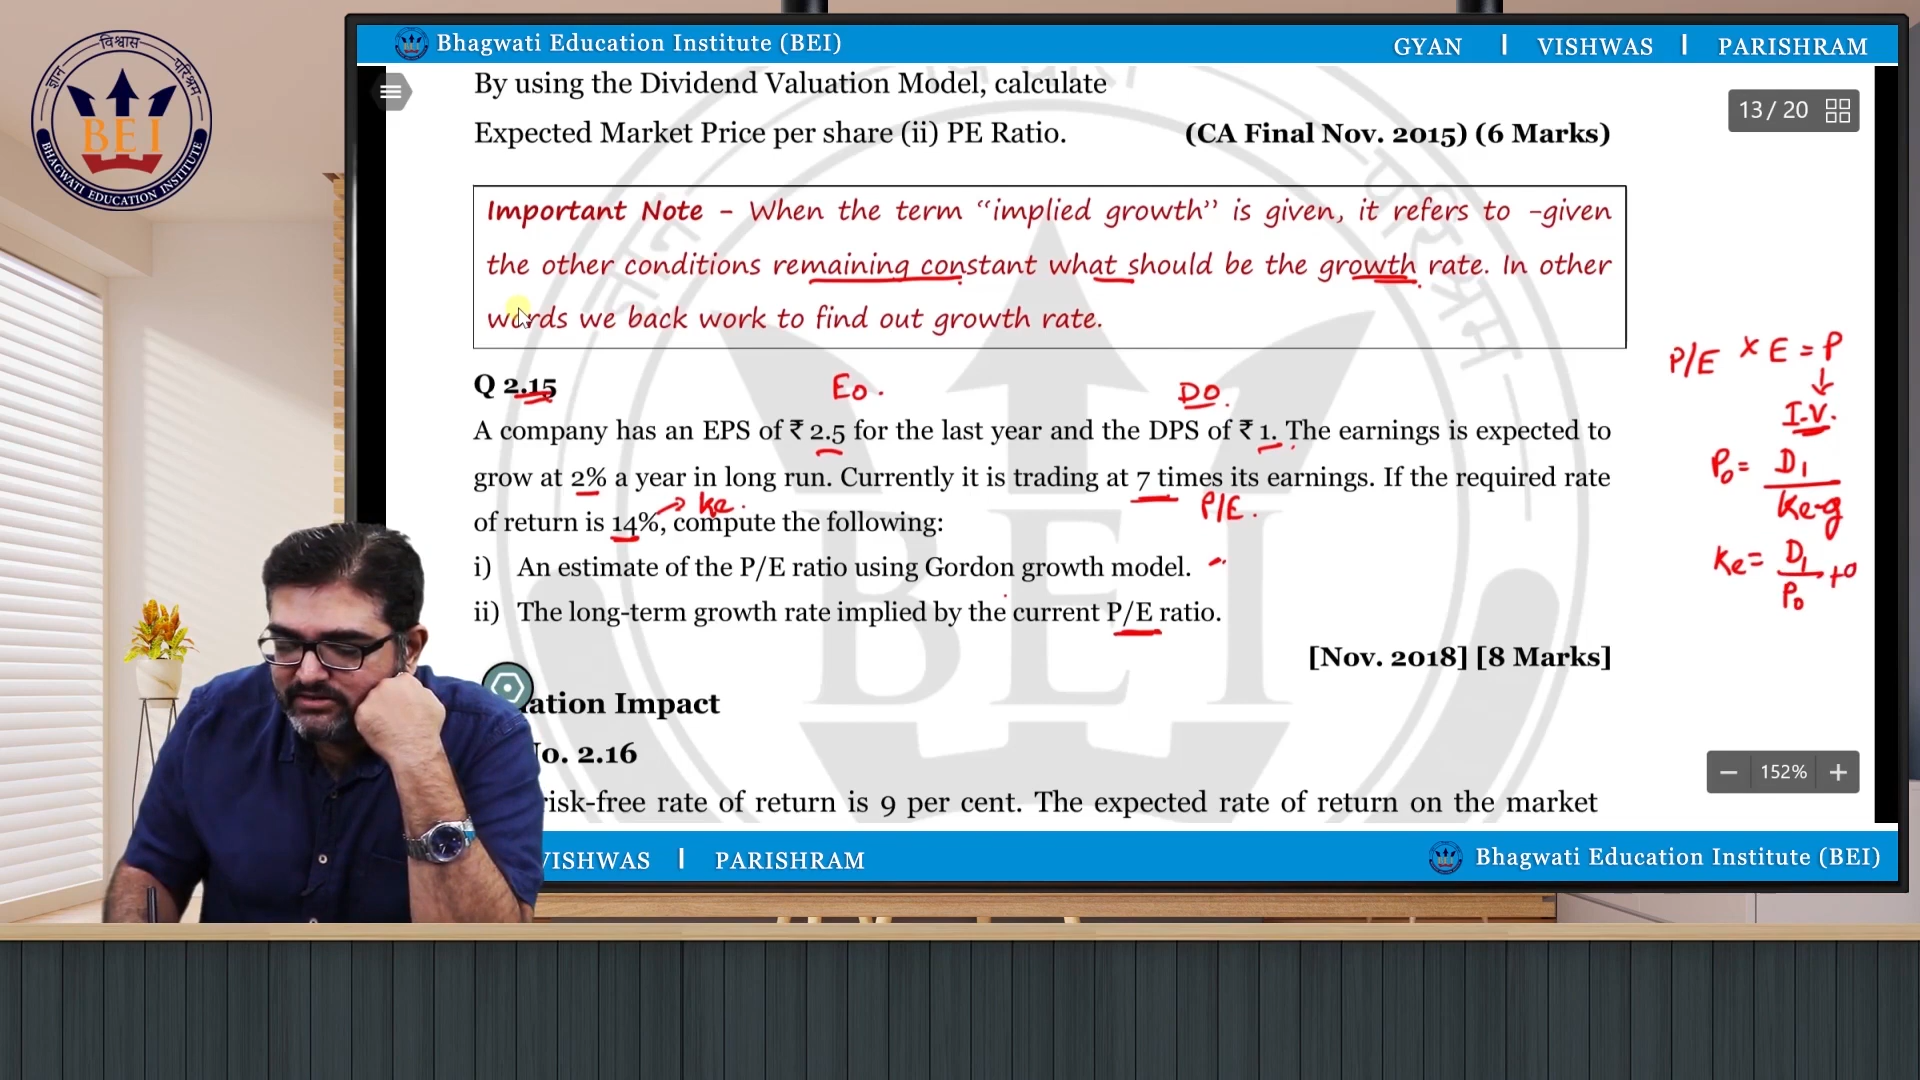 विश्वास
ज्ञान
परिश्रम
BEI
BHAGWATI EDUCATION INSTITUTE
Bhagwati Education Institute (BEI)
GYAN | VISHWAS | PARISHRAM
13 / 20
By using the Dividend Valuation Model, calculate
Expected Market Price per share (ii) PE Ratio. (CA Final Nov. 2015) (6 Marks)
Important Note – When the term “implied growth” is given, it refers to -given
the other conditions remaining constant what should be the growth rate. In other
words we back work to find out growth rate.
P/E × E = P
I.V.
Q 2.15
E0.
D0.
A company has an EPS of ₹ 2.5 for the last year and the DPS of ₹ 1. The earnings is expected to
grow at 2% a year in long run. Currently it is trading at 7 times its earnings. If the required rate
Ke.
P/E.
of return is 14%, compute the following:
i) An estimate of the P/E ratio using Gordon growth model.
ii) The long-term growth rate implied by the current P/E ratio.
P0 = D1
Ke-g
Ke = D1 +
P0
[Nov. 2018] [8 Marks]
ation Impact
No. 2.16
risk-free rate of return is 9 per cent. The expected rate of return on the market
152%
VISHWAS | PARISHRAM
Bhagwati Education Institute (BEI)